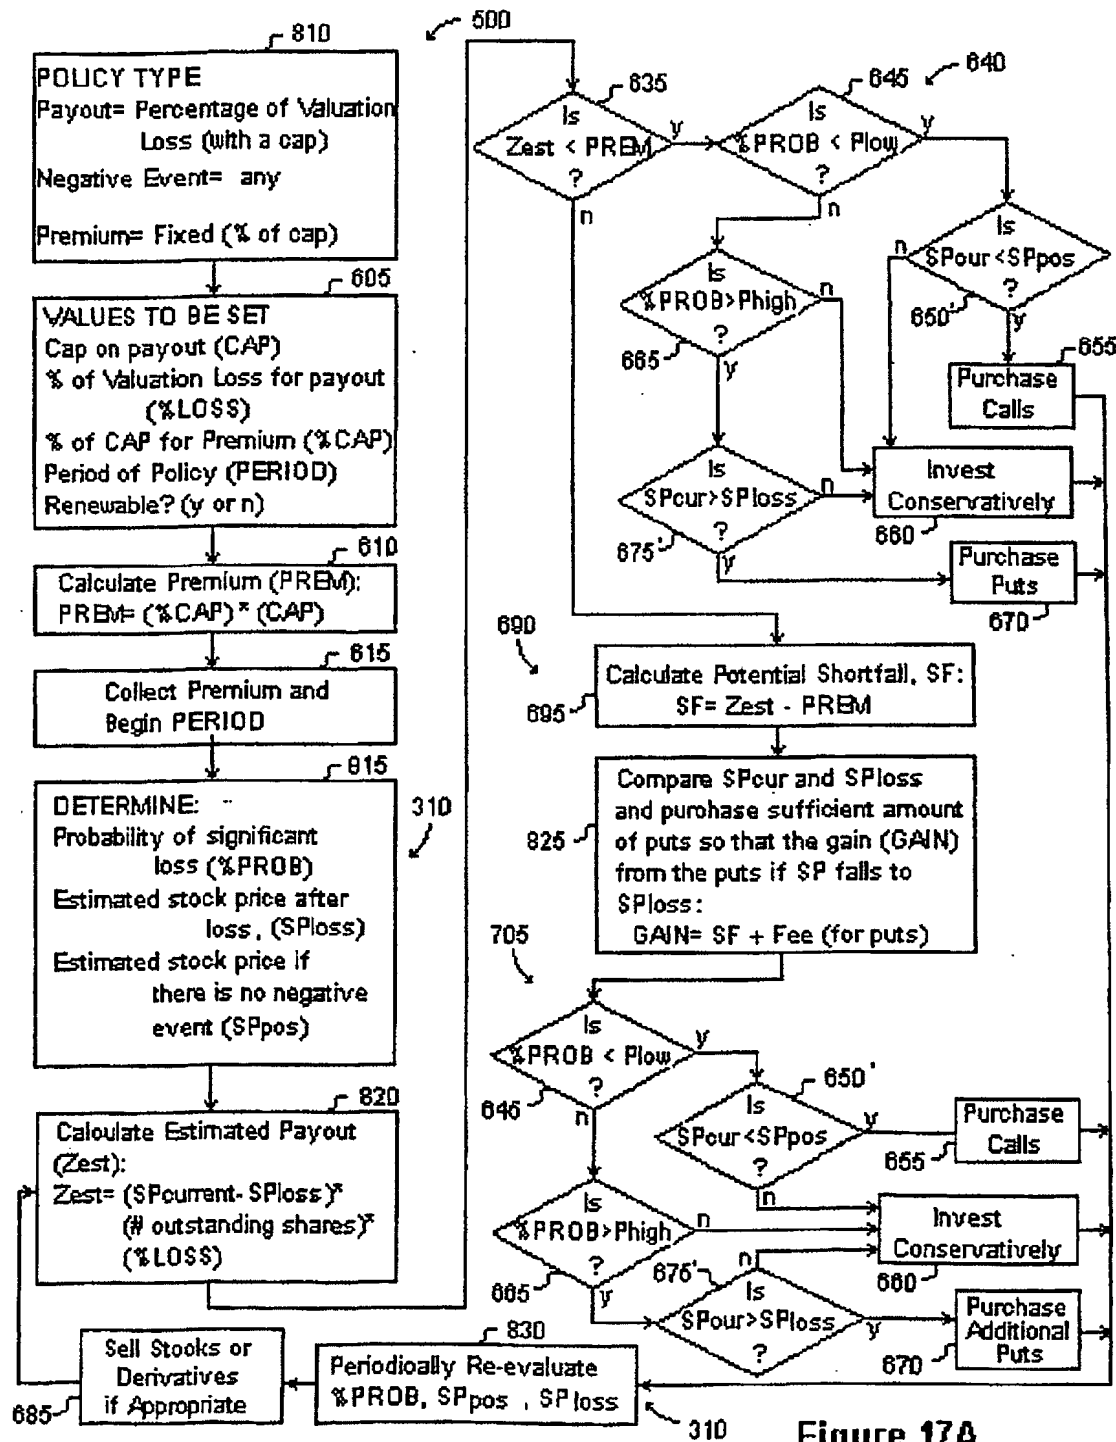 810
POLICY TYPE
Payout= Percentage of Valuation
Loss (with a cap)
Negative Event= any
Premium= Fixed (% of cap)
605
VALUES TO BE SET
Cap on payout (CAP)
% of Valuation Loss for payout
(%LOSS)
% of CAP for Premium (%CAP)
Period of Policy (PERIOD)
Renewable? (y or n)
610
Calculate Premium (PREM):
PREM= (%CAP)* (CAP)
615
Collect Premium and
Begin PERIOD
815
DETERMINE:
Probability of significant
loss (%PROB)
Estimated stock price after
loss, (SPloss)
Estimated stock price if
there is no negative
event (SPpos)
310
820
Calculate Estimated Payout
(Zest):
Zest= (SPcurrent- SPloss)*
(# outstanding shares)*
(%LOSS)
500
635
Is
Zest < PREM
?
y
n
645
640
Is
%PROB < Plow
?
y
n
Is
SPcur<SPpos
?
n
y
650'
655
Purchase
Calls
Is
%PROB>Phigh
?
n
y
665
Is
SPcur>SPloss
?
n
y
675'
Invest
Conservatively
660
Purchase
Puts
670
690
Calculate Potential Shortfall, SF:
SF= Zest - PREM
695
Compare SPcur and SPloss
and purchase sufficient amount
of puts so that the gain (GAIN)
from the puts if SP falls to
SPloss:
GAIN= SF + Fee (for puts)
825
705
Is
%PROB < Plow
?
y
n
645
650'
Is
SPcur<SPpos
?
y
n
Purchase
Calls
655
Is
%PROB>Phigh
?
n
y
665
Invest
Conservatively
660
675'
n
Is
SPcur>SPloss
?
y
Purchase
Additional
Puts
670
830
Periodically Re-evaluate
%PROB, SPpos , SPloss
310
Sell Stocks or
Derivatives
if Appropriate
685
Figure 17A